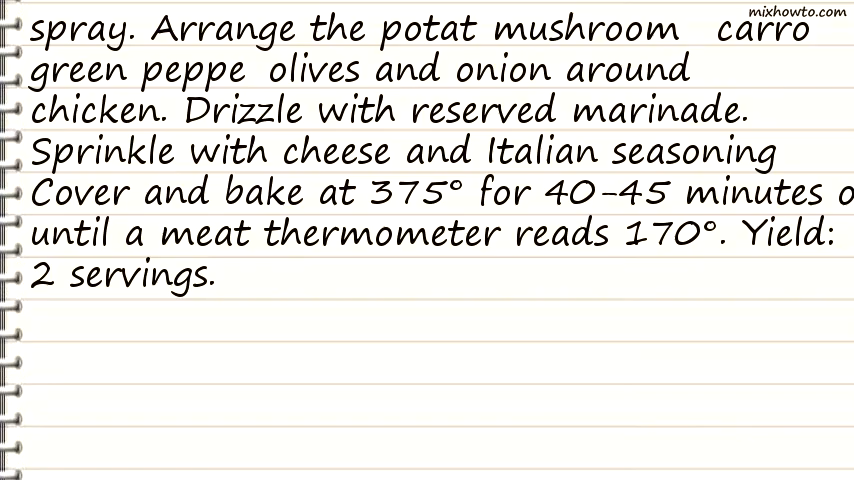 mixhowto.com
spray. Arrange the potat mushroom carro
green peppe olives and onion around
chicken. Drizzle with reserved marinade.
Sprinkle with cheese and Italian seasoning
Cover and bake at 375° for 40-45 minutes o
until a meat thermometer reads 170°. Yield:
2 servings.